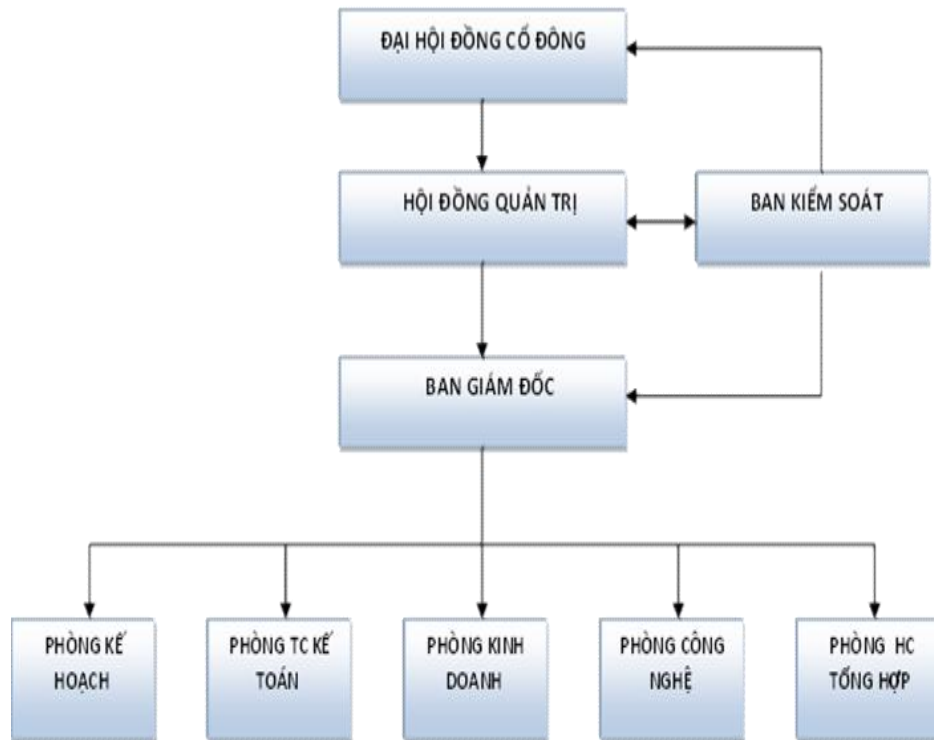 ĐẠI HỘI ĐỒNG CỔ ĐÔNG
HỘI ĐỒNG QUẢN TRỊ
BAN KIỂM SOÁT
BAN GIÁM ĐỐC
PHÒNG KẾ
HOẠCH
PHÒNG TC KẾ
TOÁN
PHÒNG KINH
DOANH
PHÒNG CÔNG
NGHỆ
PHÒNG HC
TỔNG HỢP